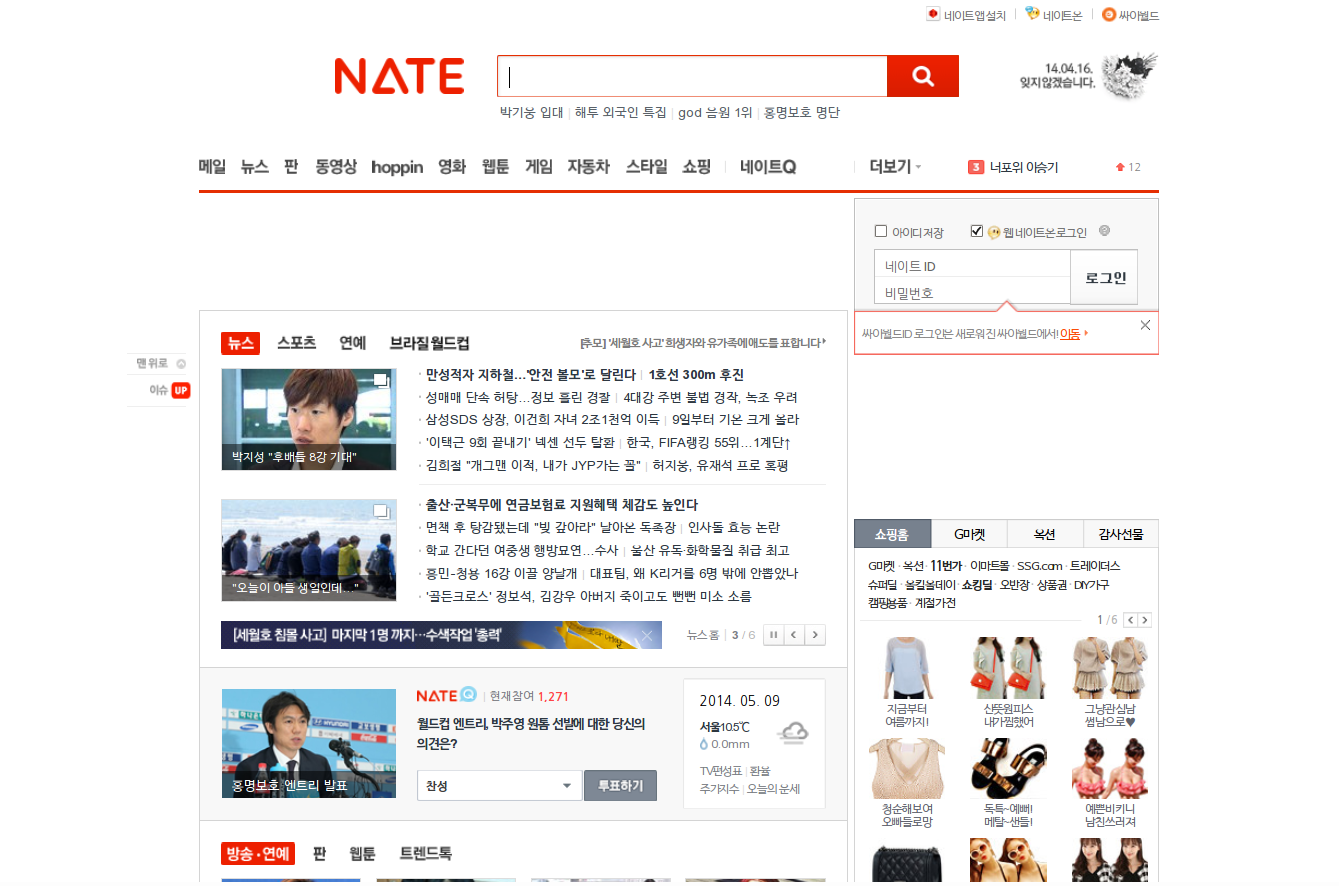 네이트앱설치 | 네이트온 | 싸이월드
NATE
14.04.16.
잊지않겠습니다.
박기웅 입대 | 해투 외국인 특집 | god 음원 1위 | 홍명보호 명단
메일 뉴스 판 동영상 hoppin 영화 웹툰 게임 자동차 스타일 쇼핑 | 네이트Q | 더보기
3 너포위 이승기 12
아이디저장 웹네이트온로그인
네이트 ID
비밀번호
로그인
싸이월드ID 로그인은 새로워진 싸이월드에서! 이동
맨위로
이슈 UP
뉴스 스포츠 연예 브라질 월드컵
[추모] '세월호 사고' 희생자와 유가족에 애도를 표합니다
박지성 "후배들 8강 기대"
· 만성적자 지하철…'안전 볼모'로 달린다 | 1호선 300m 후진
· 성매매 단속 허탕…정보 흘린 경찰 | 4대강 주변 불법 경작, 녹조 우려
· 삼성SDS 상장, 이건희 자녀 2조1천억 이득 | 9일부터 기온 크게 올라
· '이택근 9회 끝내기' 넥센 선두 탈환 | 한국, FIFA랭킹 55위…1계단↑
· 김희철 "개그맨 이적, 내가 JYP가는 꼴" | 허지웅, 유재석 프로 혹평
"오늘이 아들 생일인데…"
· 출산·군복무에 연금보험료 지원혜택 체감도 높인다
· 면책 후 탕감됐는데 "빚 갚아라" 날아온 독촉장 | 인사돌 효능 논란
· 학교 간다던 여중생 행방묘연…수사 | 울산 유독·화학물질 취급 최고
· 흥민-청용 16강 이끌 양날개 | 대표팀, 왜 K리거를 6명 밖에 안뽑았나
· '골든크로스' 정보석, 김강우 아버지 죽이고도 뻔뻔 미소 소름
[세월호 침몰 사고] 마지막 1명 까지…수색작업 '총력'
뉴스홈 | 3 / 6
홍명보호 엔트리 발표
NATE Q | 현재참여 1,271
월드컵 엔트리, 박주영 원톱 선발에 대한 당신의
의견은?
찬성
투표하기
2014. 05. 09
서울10.5℃
0.0mm
TV편성표 | 환율
주가지수 | 오늘의 운세
방송·연예 판 웹툰 트렌드톡
쇼핑홈 G마켓 옥션 감사선물
G마켓 · 옥션 · 11번가 · 이마트몰 · SSG.com · 트레이더스
슈퍼딜 · 올킬올데이 · 쇼킹딜 · 오반장 · 상품권 · DIY가구
캠핑용품 · 계절가전
1 / 6
지금부터
여름까지!
산뜻원피스
내가찜했어
그냥관심남
썸남으로♥
청순해보여
오빠들로망
독특~예뻐!
메탈~샌들!
예쁜비키니
남친쓰러져